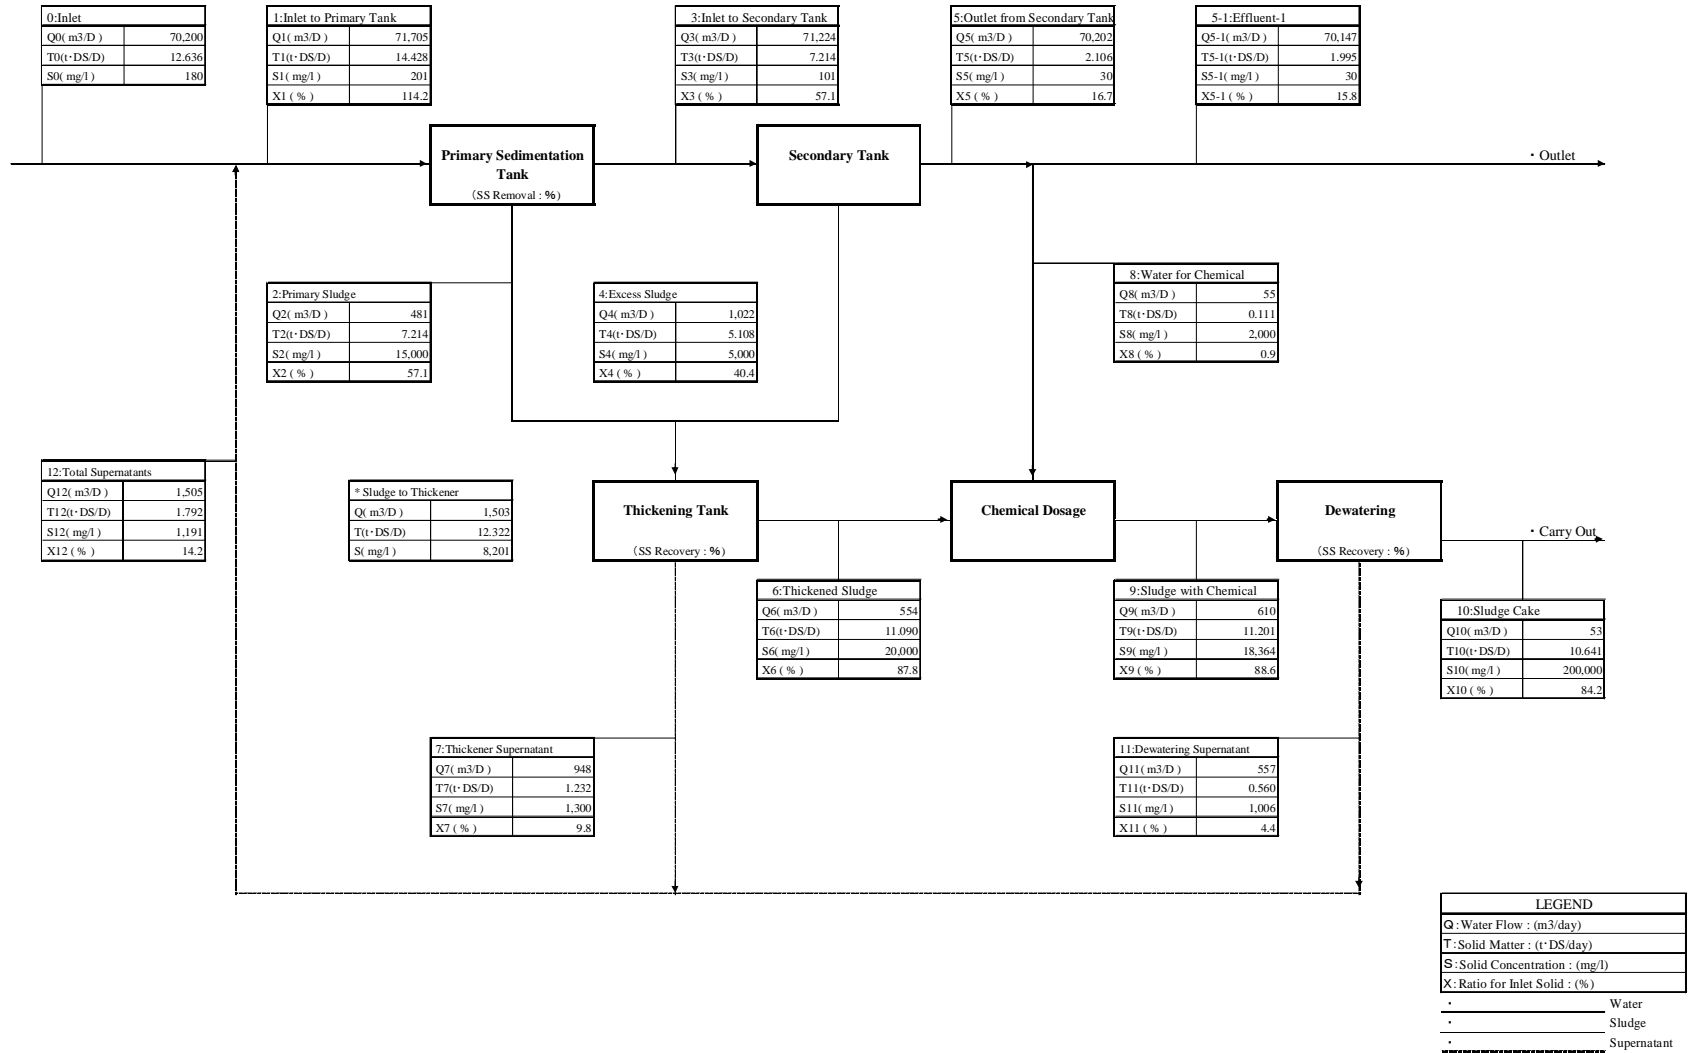 0:Inlet
Q0( m3/D ) 70,200
T0(t・DS/D) 12.636
S0( mg/l ) 180
1:Inlet to Primary Tank
Q1( m3/D ) 71,705
T1(t・DS/D) 14.428
S1( mg/l ) 201
X1 ( % ) 114.2
3:Inlet to Secondary Tank
Q3( m3/D ) 71,224
T3(t・DS/D) 7.214
S3( mg/l ) 101
X3 ( % ) 57.1
5:Outlet from Secondary Tank
Q5( m3/D ) 70,202
T5(t・DS/D) 2.106
S5( mg/l ) 30
X5 ( % ) 16.7
5-1:Effluent-1
Q5-1( m3/D ) 70,147
T5-1(t・DS/D) 1.995
S5-1( mg/l ) 30
X5-1 ( % ) 15.8
Primary Sedimentation
Tank
(SS Removal : %)
Secondary Tank
・ Outlet
2:Primary Sludge
Q2( m3/D ) 481
T2(t・DS/D) 7.214
S2( mg/l ) 15,000
X2 ( % ) 57.1
4:Excess Sludge
Q4( m3/D ) 1,022
T4(t・DS/D) 5.108
S4( mg/l ) 5,000
X4 ( % ) 40.4
8:Water for Chemical
Q8( m3/D ) 55
T8(t・DS/D) 0.111
S8( mg/l ) 2,000
X8 ( % ) 0.9
12:Total Supernatants
Q12( m3/D ) 1,505
T12(t・DS/D) 1.792
S12( mg/l ) 1,191
X12 ( % ) 14.2
* Sludge to Thickener
Q( m3/D ) 1,503
T(t・DS/D) 12.322
S( mg/l ) 8,201
Thickening Tank
(SS Recovery : %)
Chemical Dosage
Dewatering
(SS Recovery : %)
・ Carry Out
6:Thickened Sludge
Q6( m3/D ) 554
T6(t・DS/D) 11.090
S6( mg/l ) 20,000
X6 ( % ) 87.8
9:Sludge with Chemical
Q9( m3/D ) 610
T9(t・DS/D) 11.201
S9( mg/l ) 18,364
X9 ( % ) 88.6
10:Sludge Cake
Q10( m3/D ) 53
T10(t・DS/D) 10.641
S10( mg/l ) 200,000
X10 ( % ) 84.2
7:Thickener Supernatant
Q7( m3/D ) 948
T7(t・DS/D) 1.232
S7( mg/l ) 1,300
X7 ( % ) 9.8
11:Dewatering Supernatant
Q11( m3/D ) 557
T11(t・DS/D) 0.560
S11( mg/l ) 1,006
X11 ( % ) 4.4
LEGEND
Q:Water Flow : (m3/day)
T:Solid Matter : (t・DS/day)
S:Solid Concentration : (mg/l)
X:Ratio for Inlet Solid : (%)
・ Water
・ Sludge
・ Supernatant